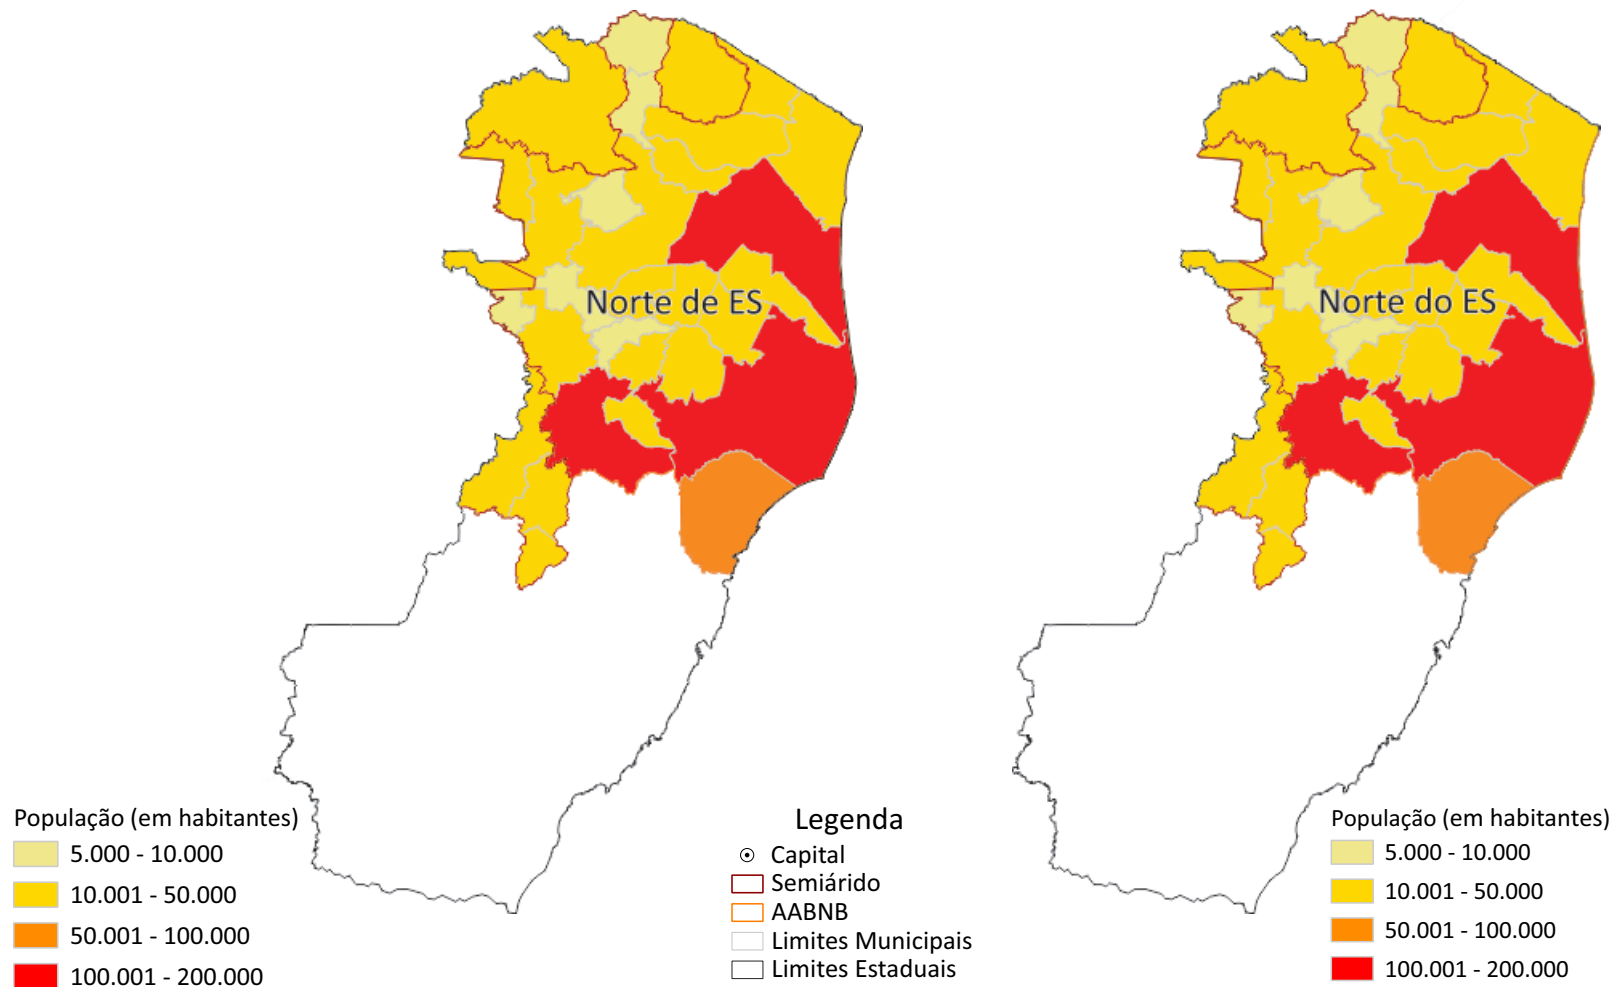 Norte de ES
Norte do ES
População (em habitantes)
5.000 - 10.000
10.001 - 50.000
50.001 - 100.000
100.001 - 200.000
Legenda
Capital
Semiárido
AABNB
Limites Municipais
Limites Estaduais
População (em habitantes)
5.000 - 10.000
10.001 - 50.000
50.001 - 100.000
100.001 - 200.000